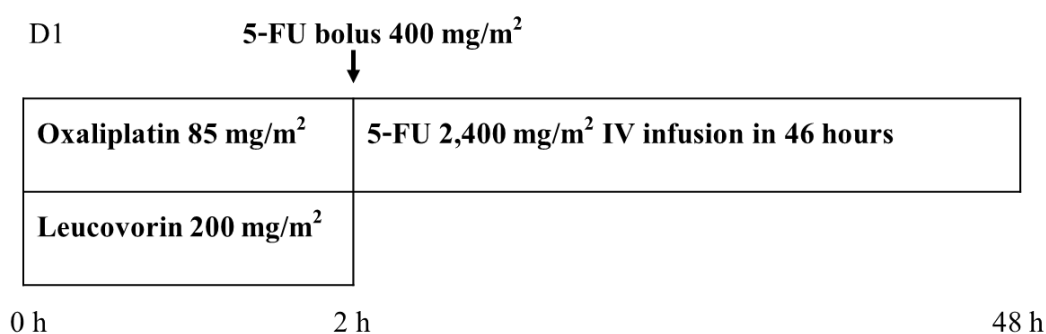 D1 5-FU bolus 400 mg/m²
Oxaliplatin 85 mg/m² 5-FU 2,400 mg/m² IV infusion in 46 hours
Leucovorin 200 mg/m²
0 h 2 h 48 h